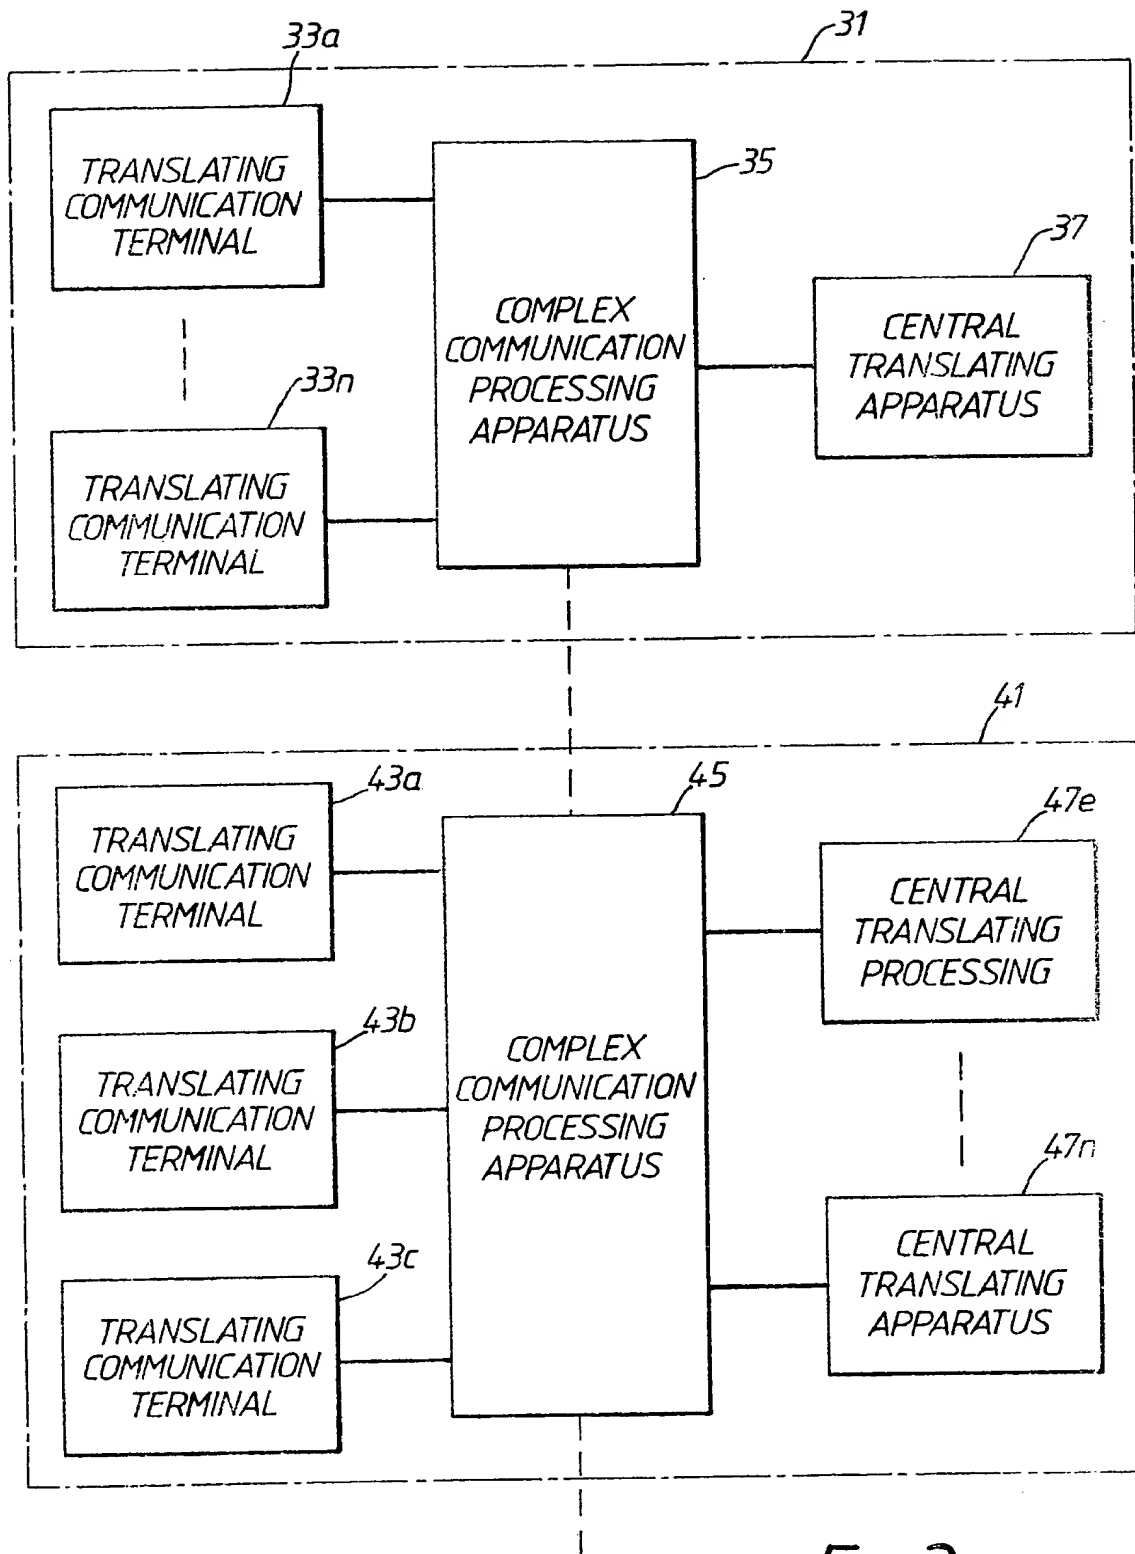 31
33a
TRANSLATING
COMMUNICATION
TERMINAL
35
COMPLEX
COMMUNICATION
PROCESSING
APPARATUS
37
CENTRAL
TRANSLATING
APPARATUS
33n
TRANSLATING
COMMUNICATION
TERMINAL
41
43a
TRANSLATING
COMMUNICATION
TERMINAL
45
COMPLEX
COMMUNICATION
PROCESSING
APPARATUS
47e
CENTRAL
TRANSLATING
PROCESSING
43b
TRANSLATING
COMMUNICATION
TERMINAL
47n
CENTRAL
TRANSLATING
APPARATUS
43c
TRANSLATING
COMMUNICATION
TERMINAL